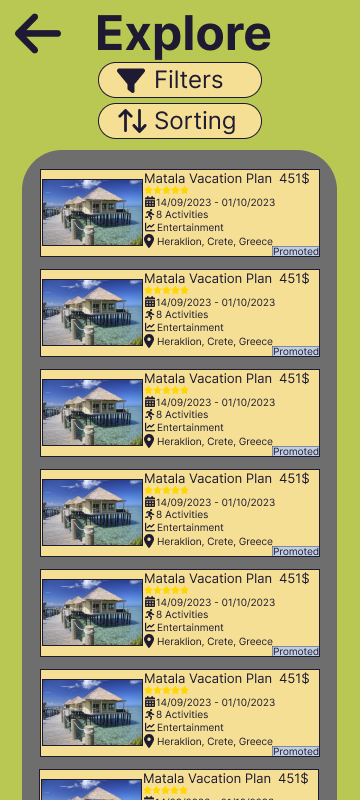 Explore
Filters
Sorting
Matala Vacation Plan 451$
14/09/2023 - 01/10/2023
8 Activities
Entertainment
Heraklion, Crete, Greece
Promoted
Matala Vacation Plan 451$
14/09/2023 - 01/10/2023
8 Activities
Entertainment
Heraklion, Crete, Greece
Promoted
Matala Vacation Plan 451$
14/09/2023 - 01/10/2023
8 Activities
Entertainment
Heraklion, Crete, Greece
Promoted
Matala Vacation Plan 451$
14/09/2023 - 01/10/2023
8 Activities
Entertainment
Heraklion, Crete, Greece
Promoted
Matala Vacation Plan 451$
14/09/2023 - 01/10/2023
8 Activities
Entertainment
Heraklion, Crete, Greece
Promoted
Matala Vacation Plan 451$
14/09/2023 - 01/10/2023
8 Activities
Entertainment
Heraklion, Crete, Greece
Promoted
Matala Vacation Plan 451$